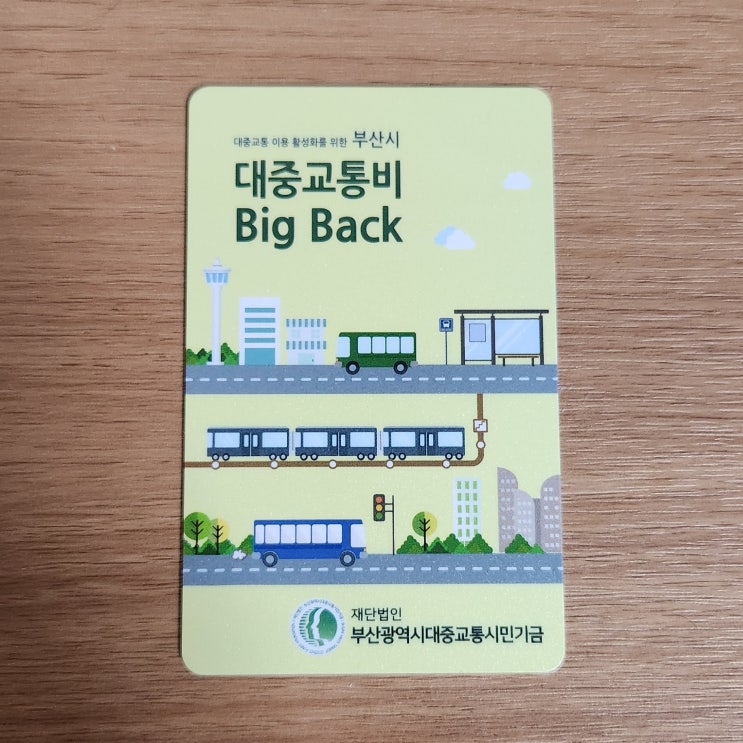 대중교통 이용 활성화를 위한 부산시
대중교통비
Big Back
재단법인
부산광역시대중교통시민기금